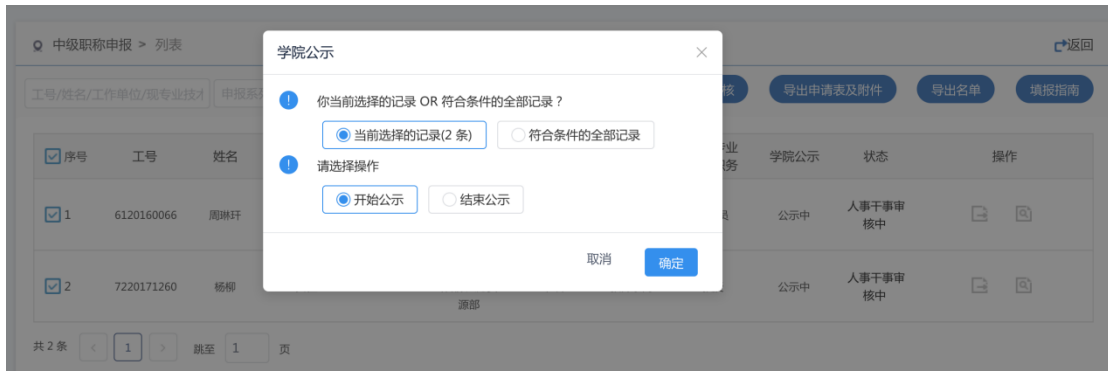 中级职称申报 > 列表
返回
工号/姓名/工作单位/现专业技术
申报系
核
导出申请表及附件
导出名单
填报指南
学院公示
你当前选择的记录 OR 符合条件的全部记录？
当前选择的记录(2 条)
符合条件的全部记录
请选择操作
开始公示
结束公示
取消
确定
序号
工号
姓名
业
务
学院公示
状态
操作
1
6120160066
周琳玕
员
公示中
人事干事审
核中
2
7220171260
杨柳
源部
公示中
人事干事审
核中
共 2 条
<
1
>
跳至
1
页